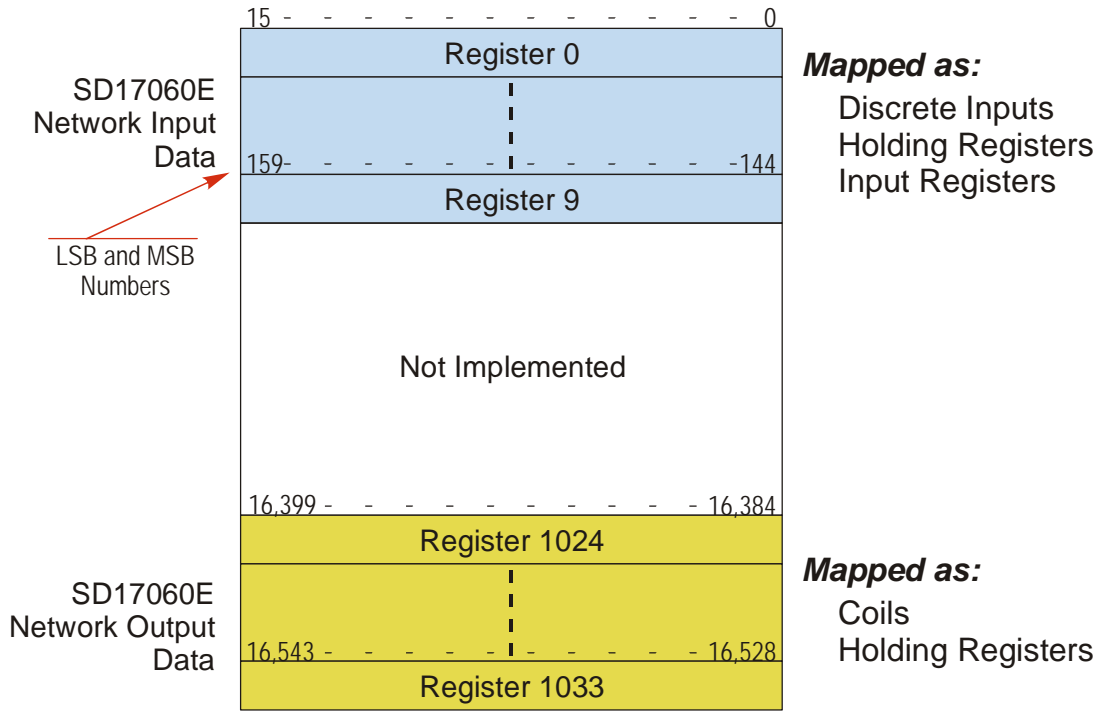 15 - - - - - - - - - - - - 0
Register 0
SD17060E
Network Input
Data
Mapped as:
Discrete Inputs
Holding Registers
Input Registers
159- - - - - - - - - - - -144
Register 9
LSB and MSB
Numbers
Not Implemented
16,399 - - - - - - - - - - 16,384
Register 1024
SD17060E
Network Output
Data
Mapped as:
Coils
Holding Registers
16,543 - - - - - - - - - - 16,528
Register 1033